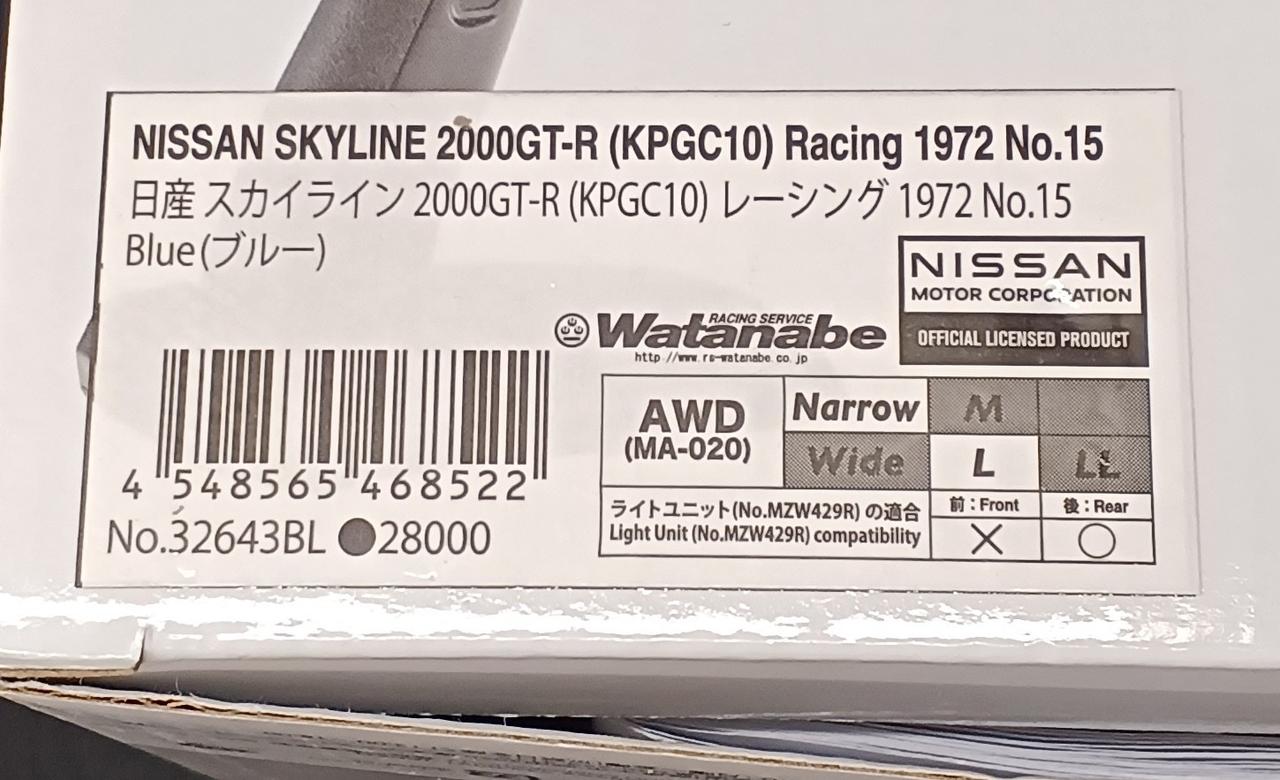 NISSAN SKYLINE 2000GT-R (KPGC10) Racing 1972 No.15
日産 スカイライン 2000GT-R (KPGC10) レーシング 1972 No.15
Blue(ブルー)
NISSAN
MOTOR CORPORATION
OFFICIAL LICENSED PRODUCT
RACING SERVICE
Watanabe
http://www.rs-watanabe.co.jp
4 548565 468522
No.32643BL ●28000
AWD
(MA-020)
Narrow M
Wide L LL
ライトユニット(No.MZW429R) の適合
Light Unit (No.MZW429R) compatibility
前:Front 後:Rear
× ○